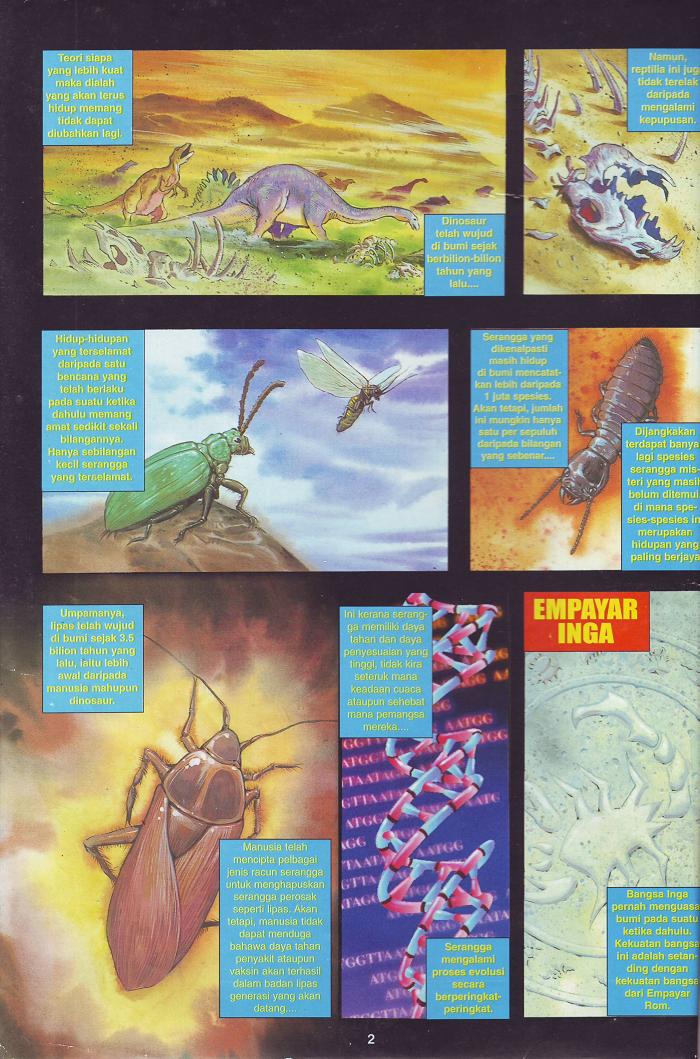 Teori siapa
yang lebih kuat
maka dialah
yang akan terus
hidup memang
tidak dapat
diubahkan lagi.
Dinosaur
telah wujud
di bumi sejak
berbilion-bilion
tahun yang
lalu....
Namun,
reptilia ini jug
tidak terelak
daripada
mengalami
kepupusan.
Hidup-hidupan
yang terselamat
daripada satu
bencana yang
telah berlaku
pada suatu ketika
dahulu memang
amat sedikit sekali
bilangannya.
Hanya sebilangan
kecil serangga
yang terselamat.
Serangga yang
dikenalpasti
masih hidup
di bumi mencatat-
kan lebih daripada
1 juta spesies.
Akan tetapi, jumlah
ini mungkin hanya
satu per sepuluh
daripada bilangan
yang sebenar....
Dijangkakan
terdapat banya
lagi spesies
serangga mis-
teri yang masih
belum ditemui
di mana spe-
sies-spesies in
merupakan
hidupan yang
paling berjaya
Umpamanya,
lipas telah wujud
di bumi sejak 3.5
bilion tahun yang
lalu, iaitu lebih
awal daripada
manusia mahupun
dinosaur.
Manusia telah
mencipta pelbagai
jenis racun serangga
untuk menghapuskan
serangga perosak
seperti lipas. Akan
tetapi, manusia tidak
dapat menduga
bahawa daya tahan
penyakit ataupun
vaksin akan terhasil
dalam badan lipas
generasi yang akan
datang....
Ini kerana serang-
ga memiliki daya
tahan dan daya
penyesuaian yang
tinggi, tidak kira
seteruk mana
keadaan cuaca
ataupun sehebat
mana pemangsa
mereka....
Serangga
mengalami
proses evolusi
secara
berperingkat-
peringkat.
EMPAYAR
INGA
Bangsa Inga
pernah menguasa
bumi pada suatu
ketika dahulu.
Kekuatan bangsa
ini adalah setan-
ding dengan
kekuatan bangsa
dari Empayar
Rom.
2